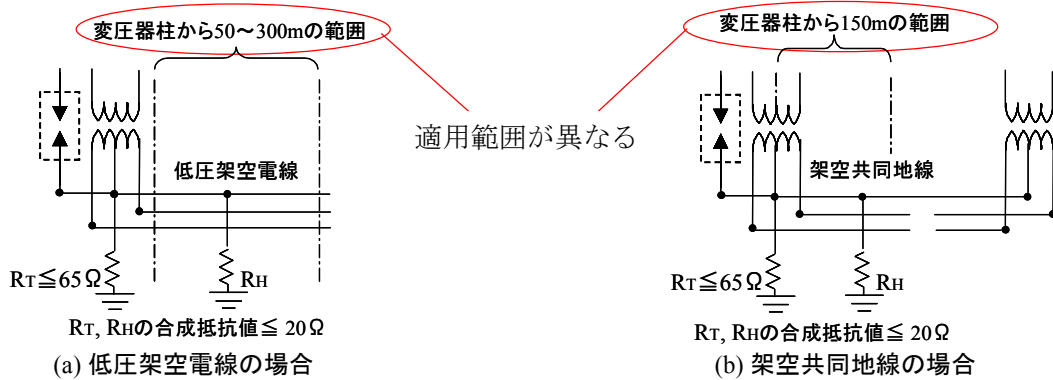 変圧器柱から50～300mの範囲
変圧器柱から150mの範囲
適用範囲が異なる
低圧架空電線
RT≦65Ω
RH
RT, RHの合成抵抗値≦20Ω
(a) 低圧架空電線の場合
架空共同地線
RT≦65Ω
RH
RT, RHの合成抵抗値≦20Ω
(b) 架空共同地線の場合